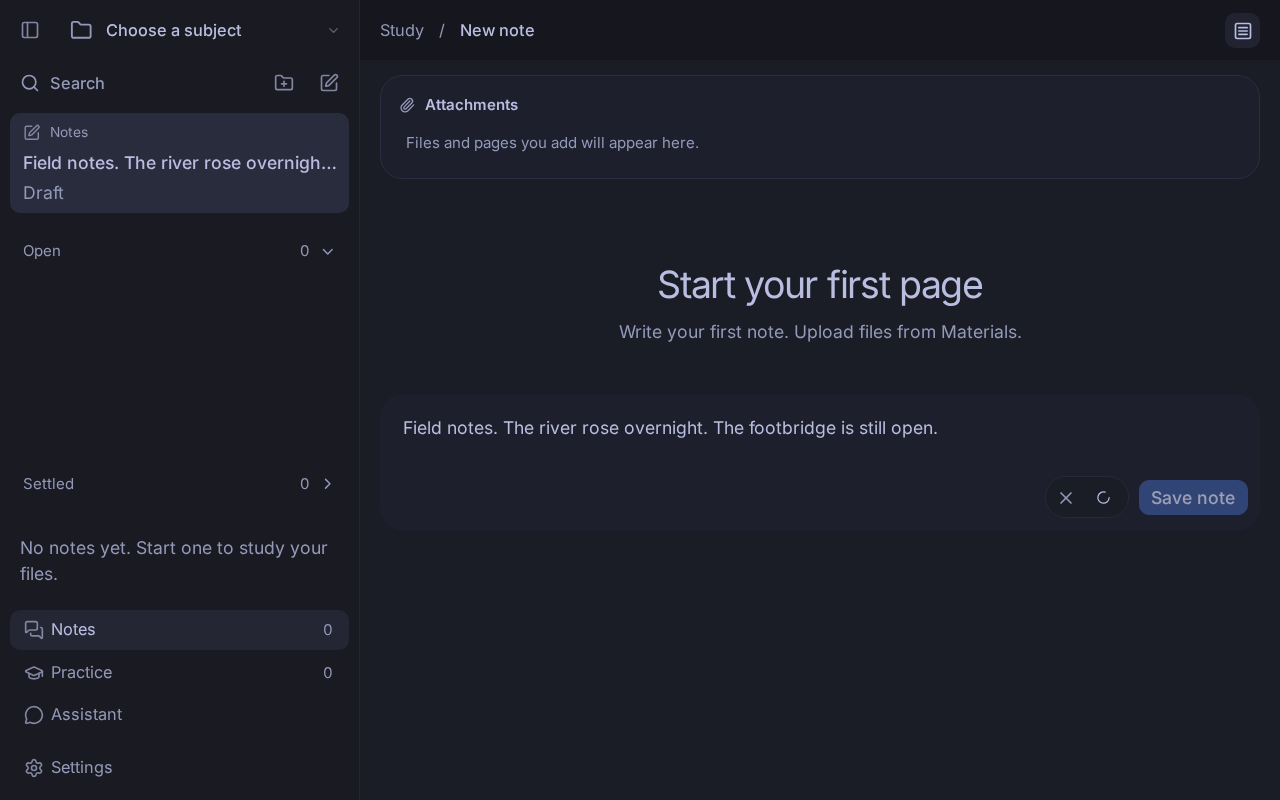 Choose a subject
Search
Notes
Field notes. The river rose overnigh...
Draft
Open 0
Settled 0
No notes yet. Start one to study your
files.
Notes 0
Practice 0
Assistant
Settings
Study / New note
Attachments
Files and pages you add will appear here.
Start your first page
Write your first note. Upload files from Materials.
Field notes. The river rose overnight. The footbridge is still open.
Save note